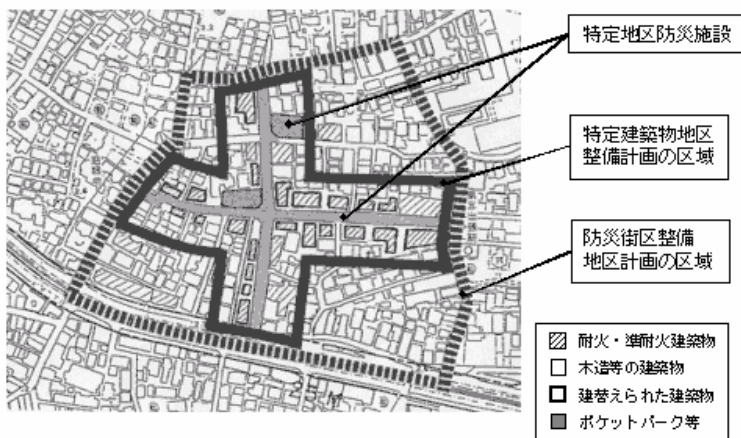 特定地区防災施設
特定建築物地区
整備計画の区域
防災街区整備
地区計画の区域
耐火・準耐火建築物
木造等の建築物
建替えられた建築物
ポケットパーク等